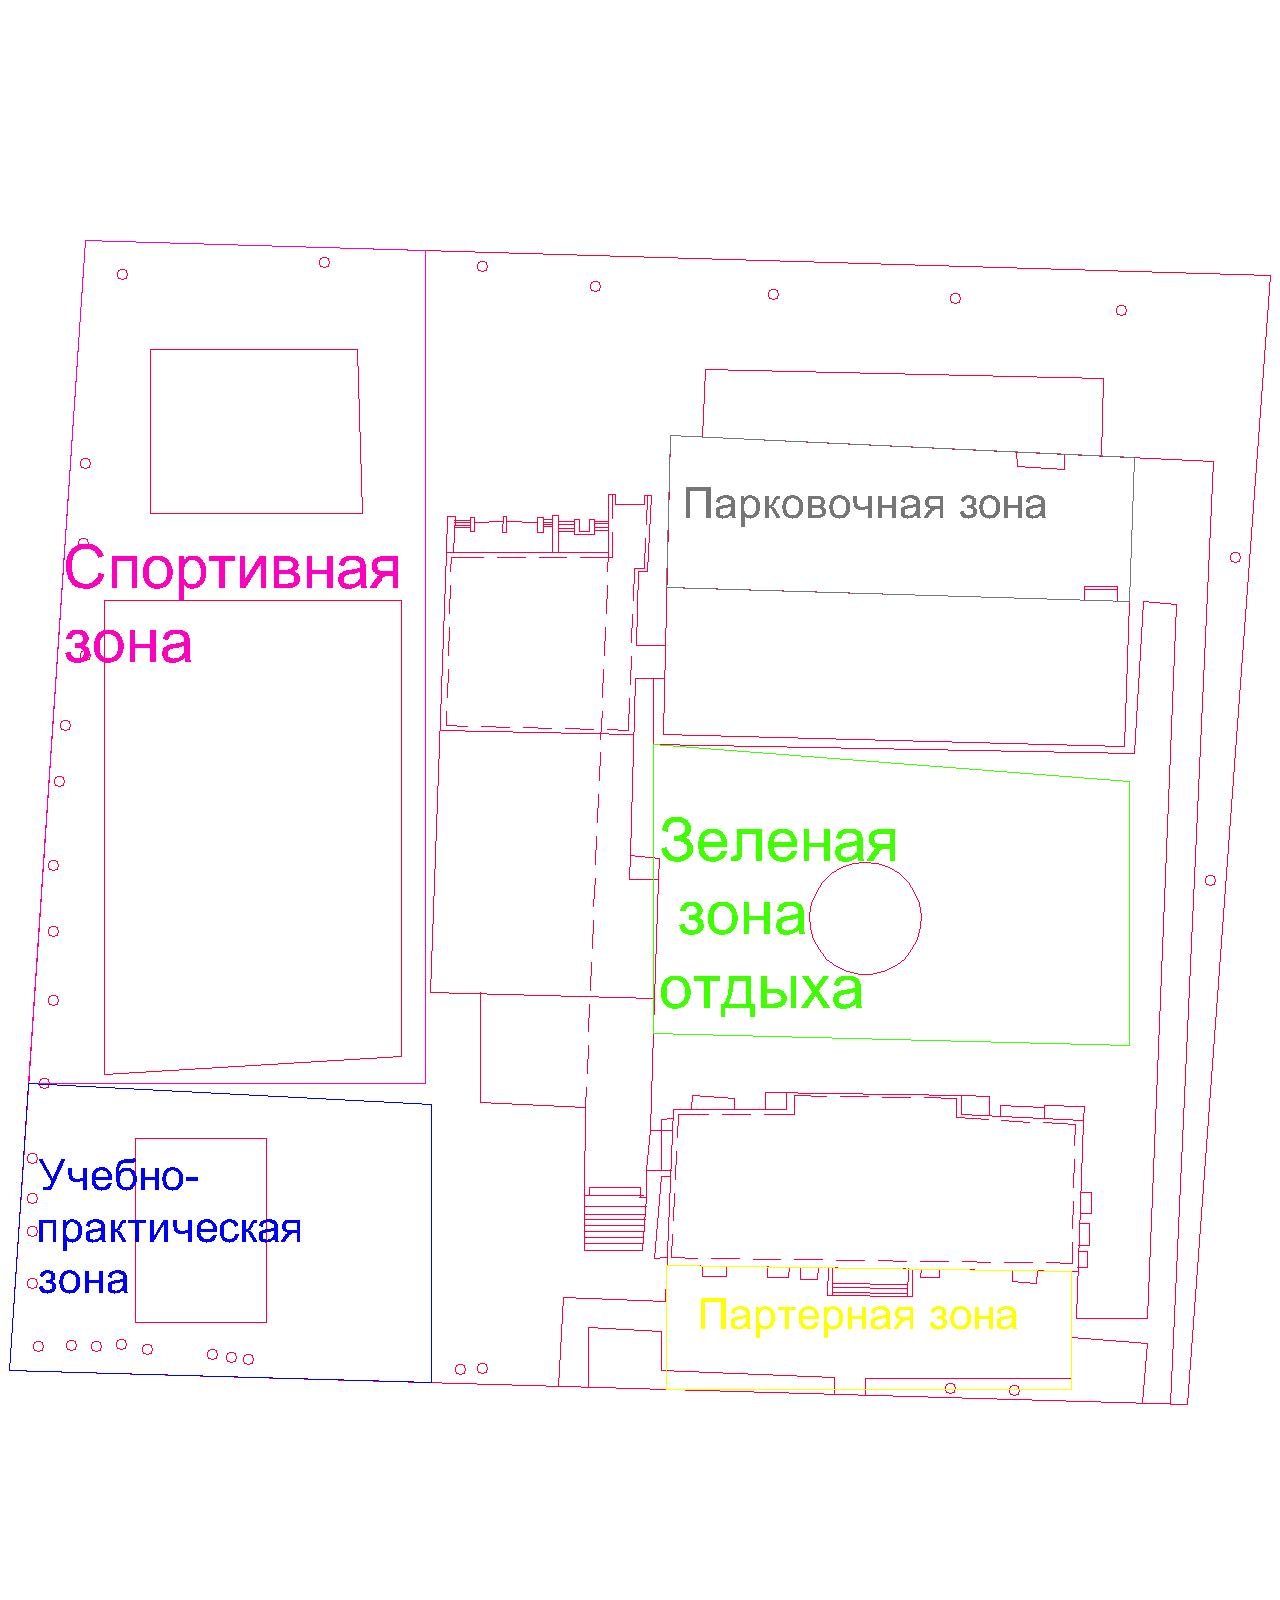 Парковочная зона
Спортивная
зона
Зеленая
зона
отдыха
Учебно-
практическая
зона
Партерная зона